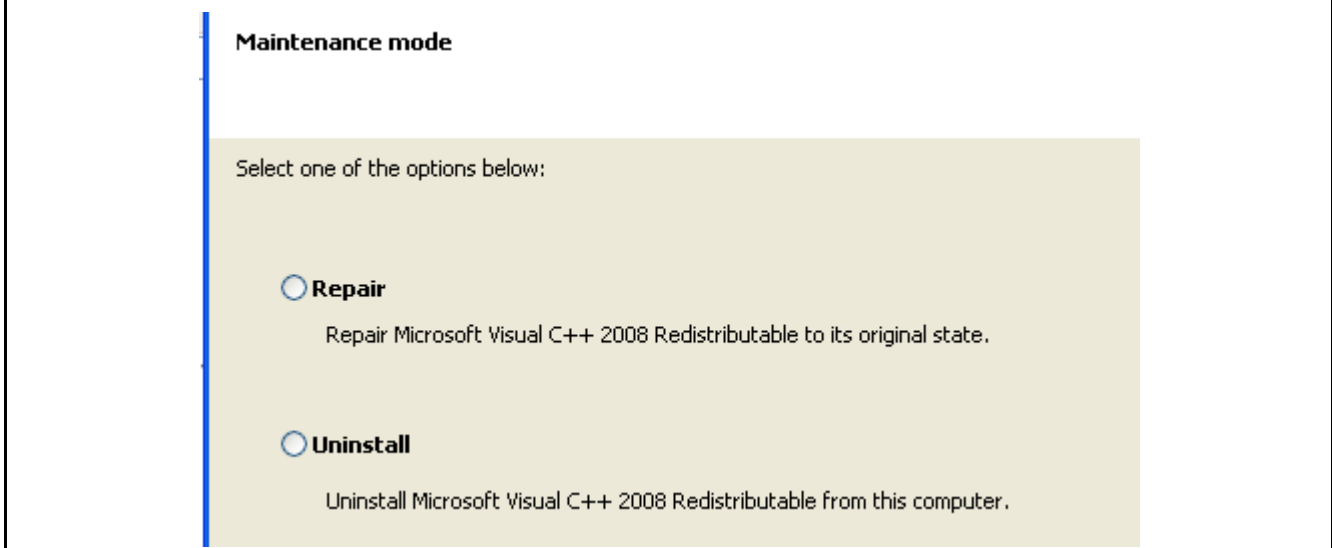 Maintenance mode
Select one of the options below:
Repair
Repair Microsoft Visual C++ 2008 Redistributable to its original state.
Uninstall
Uninstall Microsoft Visual C++ 2008 Redistributable from this computer.